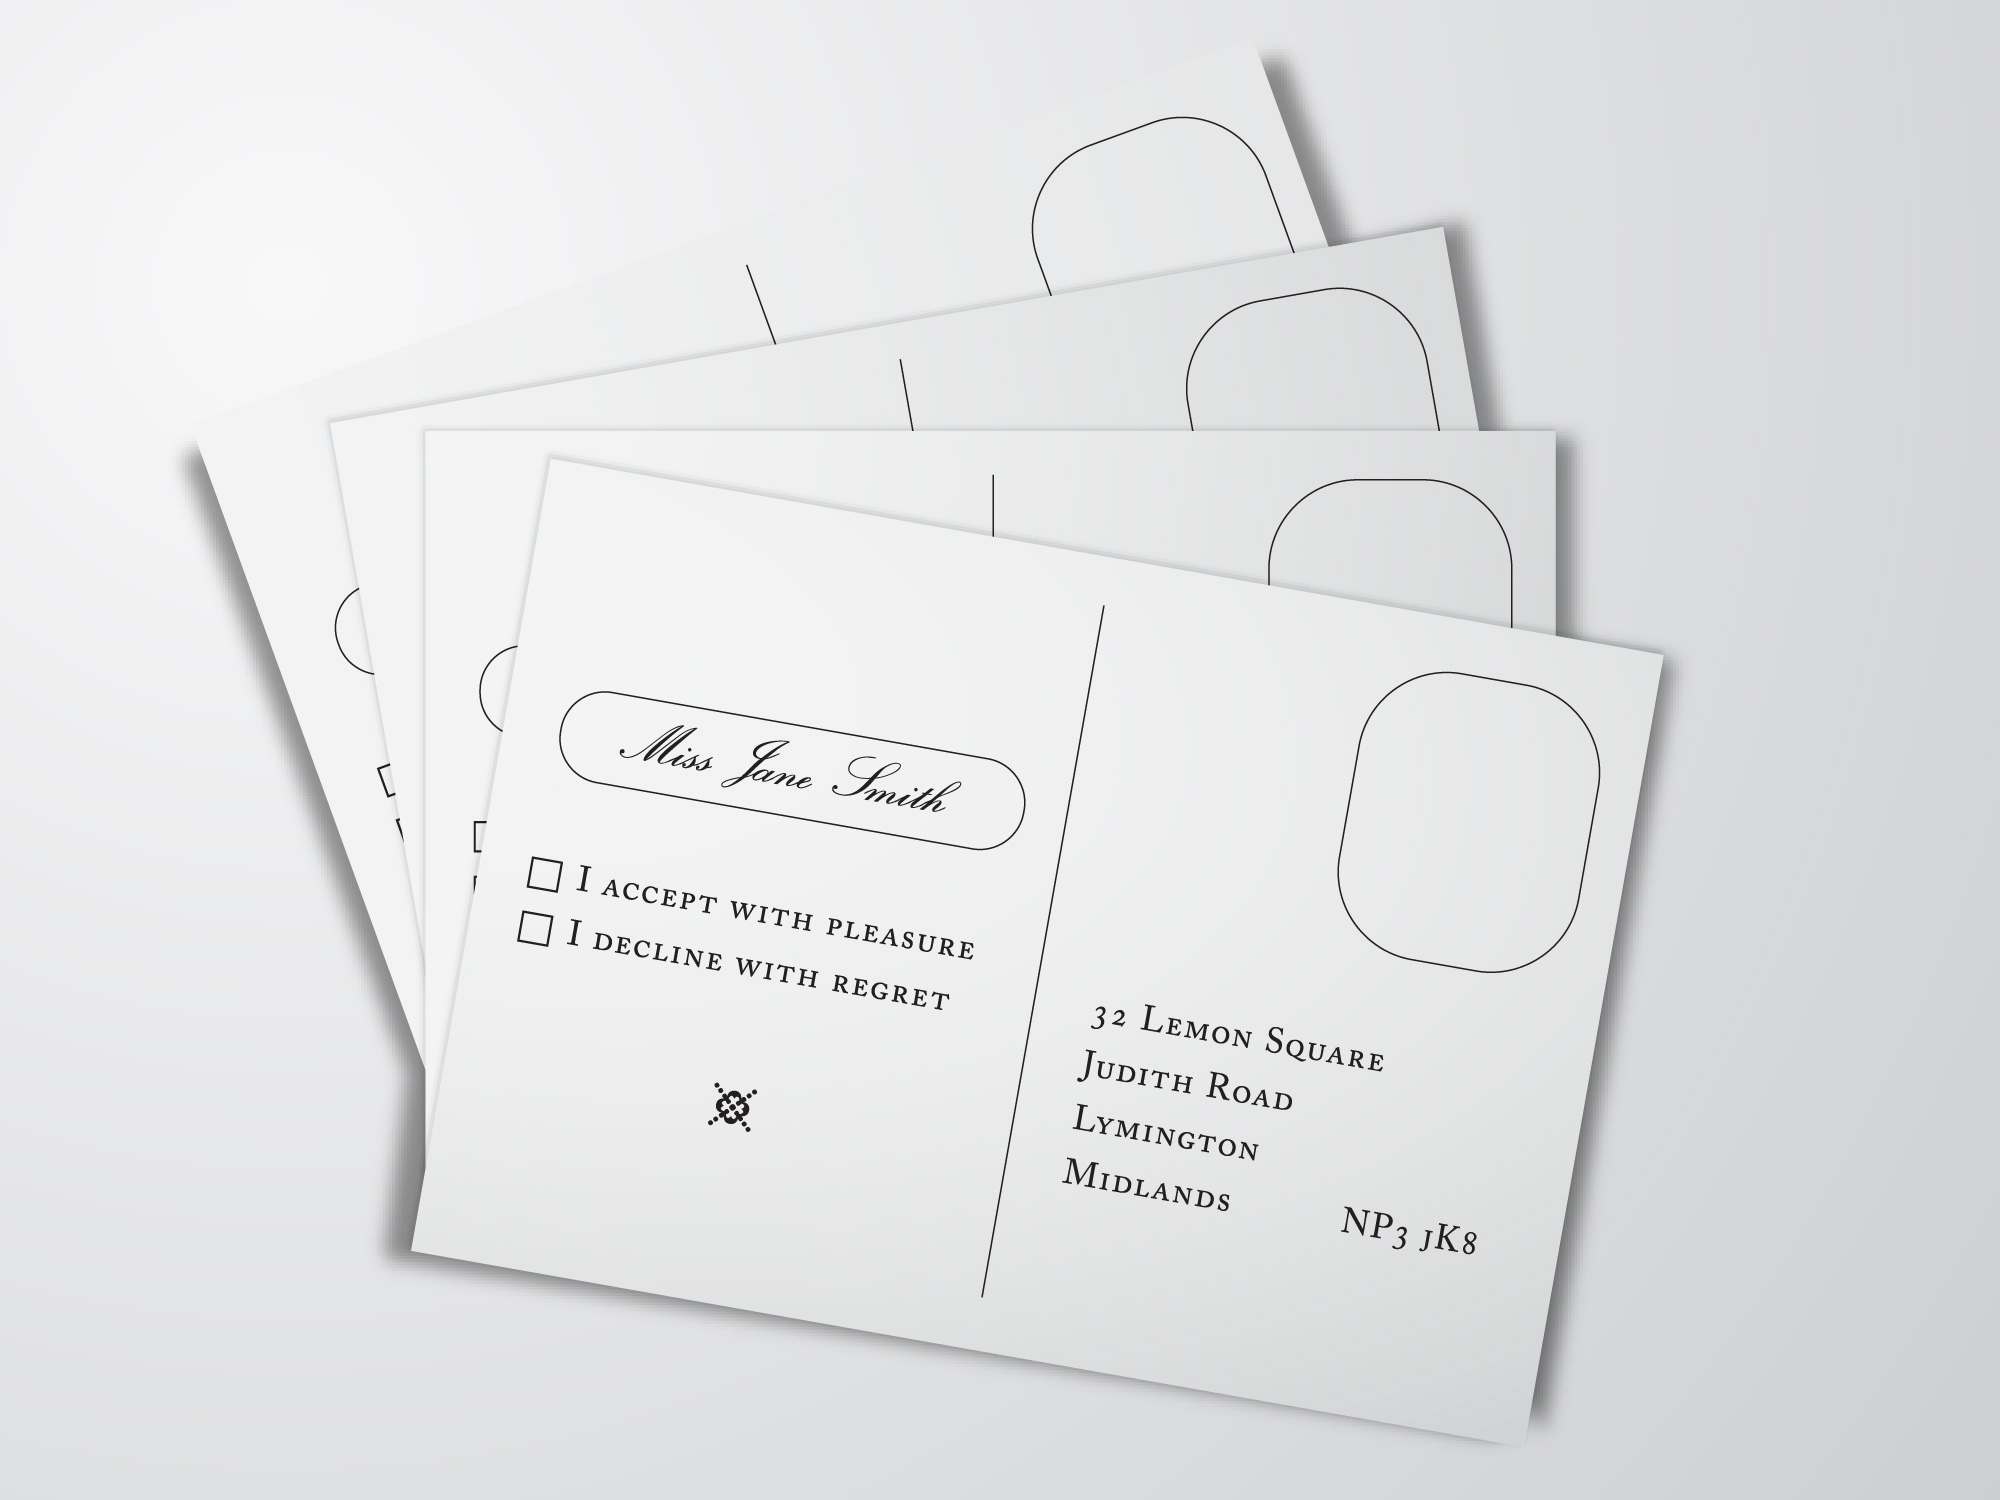 Miss Jane Smith
I accept with pleasure
I decline with regret
32 Lemon Square
Judith Road
Lymington
Midlands
NP3 JK8